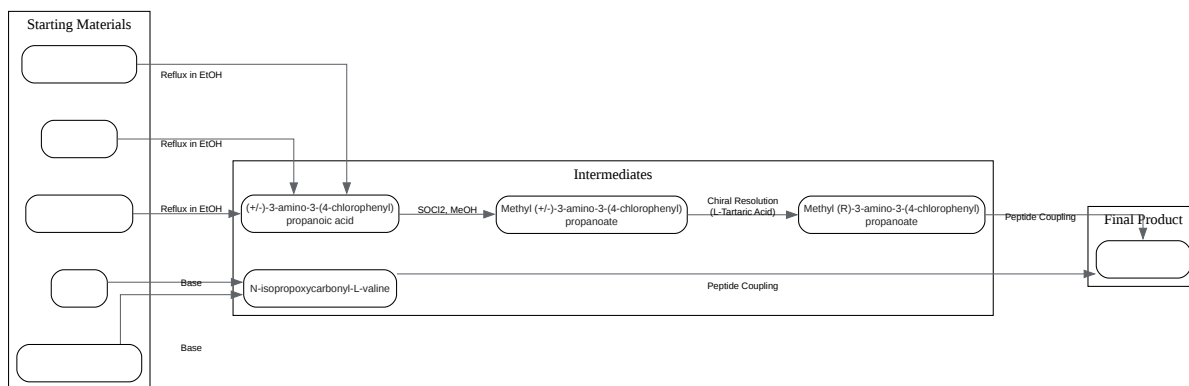 Starting Materials
Reflux in EtOH
Reflux in EtOH
Reflux in EtOH
Base
Base
Intermediates
(+/-)-3-amino-3-(4-chlorophenyl)
propanoic acid
SOCl2, MeOH
Methyl (+/-)-3-amino-3-(4-chlorophenyl)
propanoate
Chiral Resolution
(L-Tartaric Acid)
Methyl (R)-3-amino-3-(4-chlorophenyl)
propanoate
Peptide Coupling
N-isopropoxycarbonyl-L-valine
Peptide Coupling
Final Product